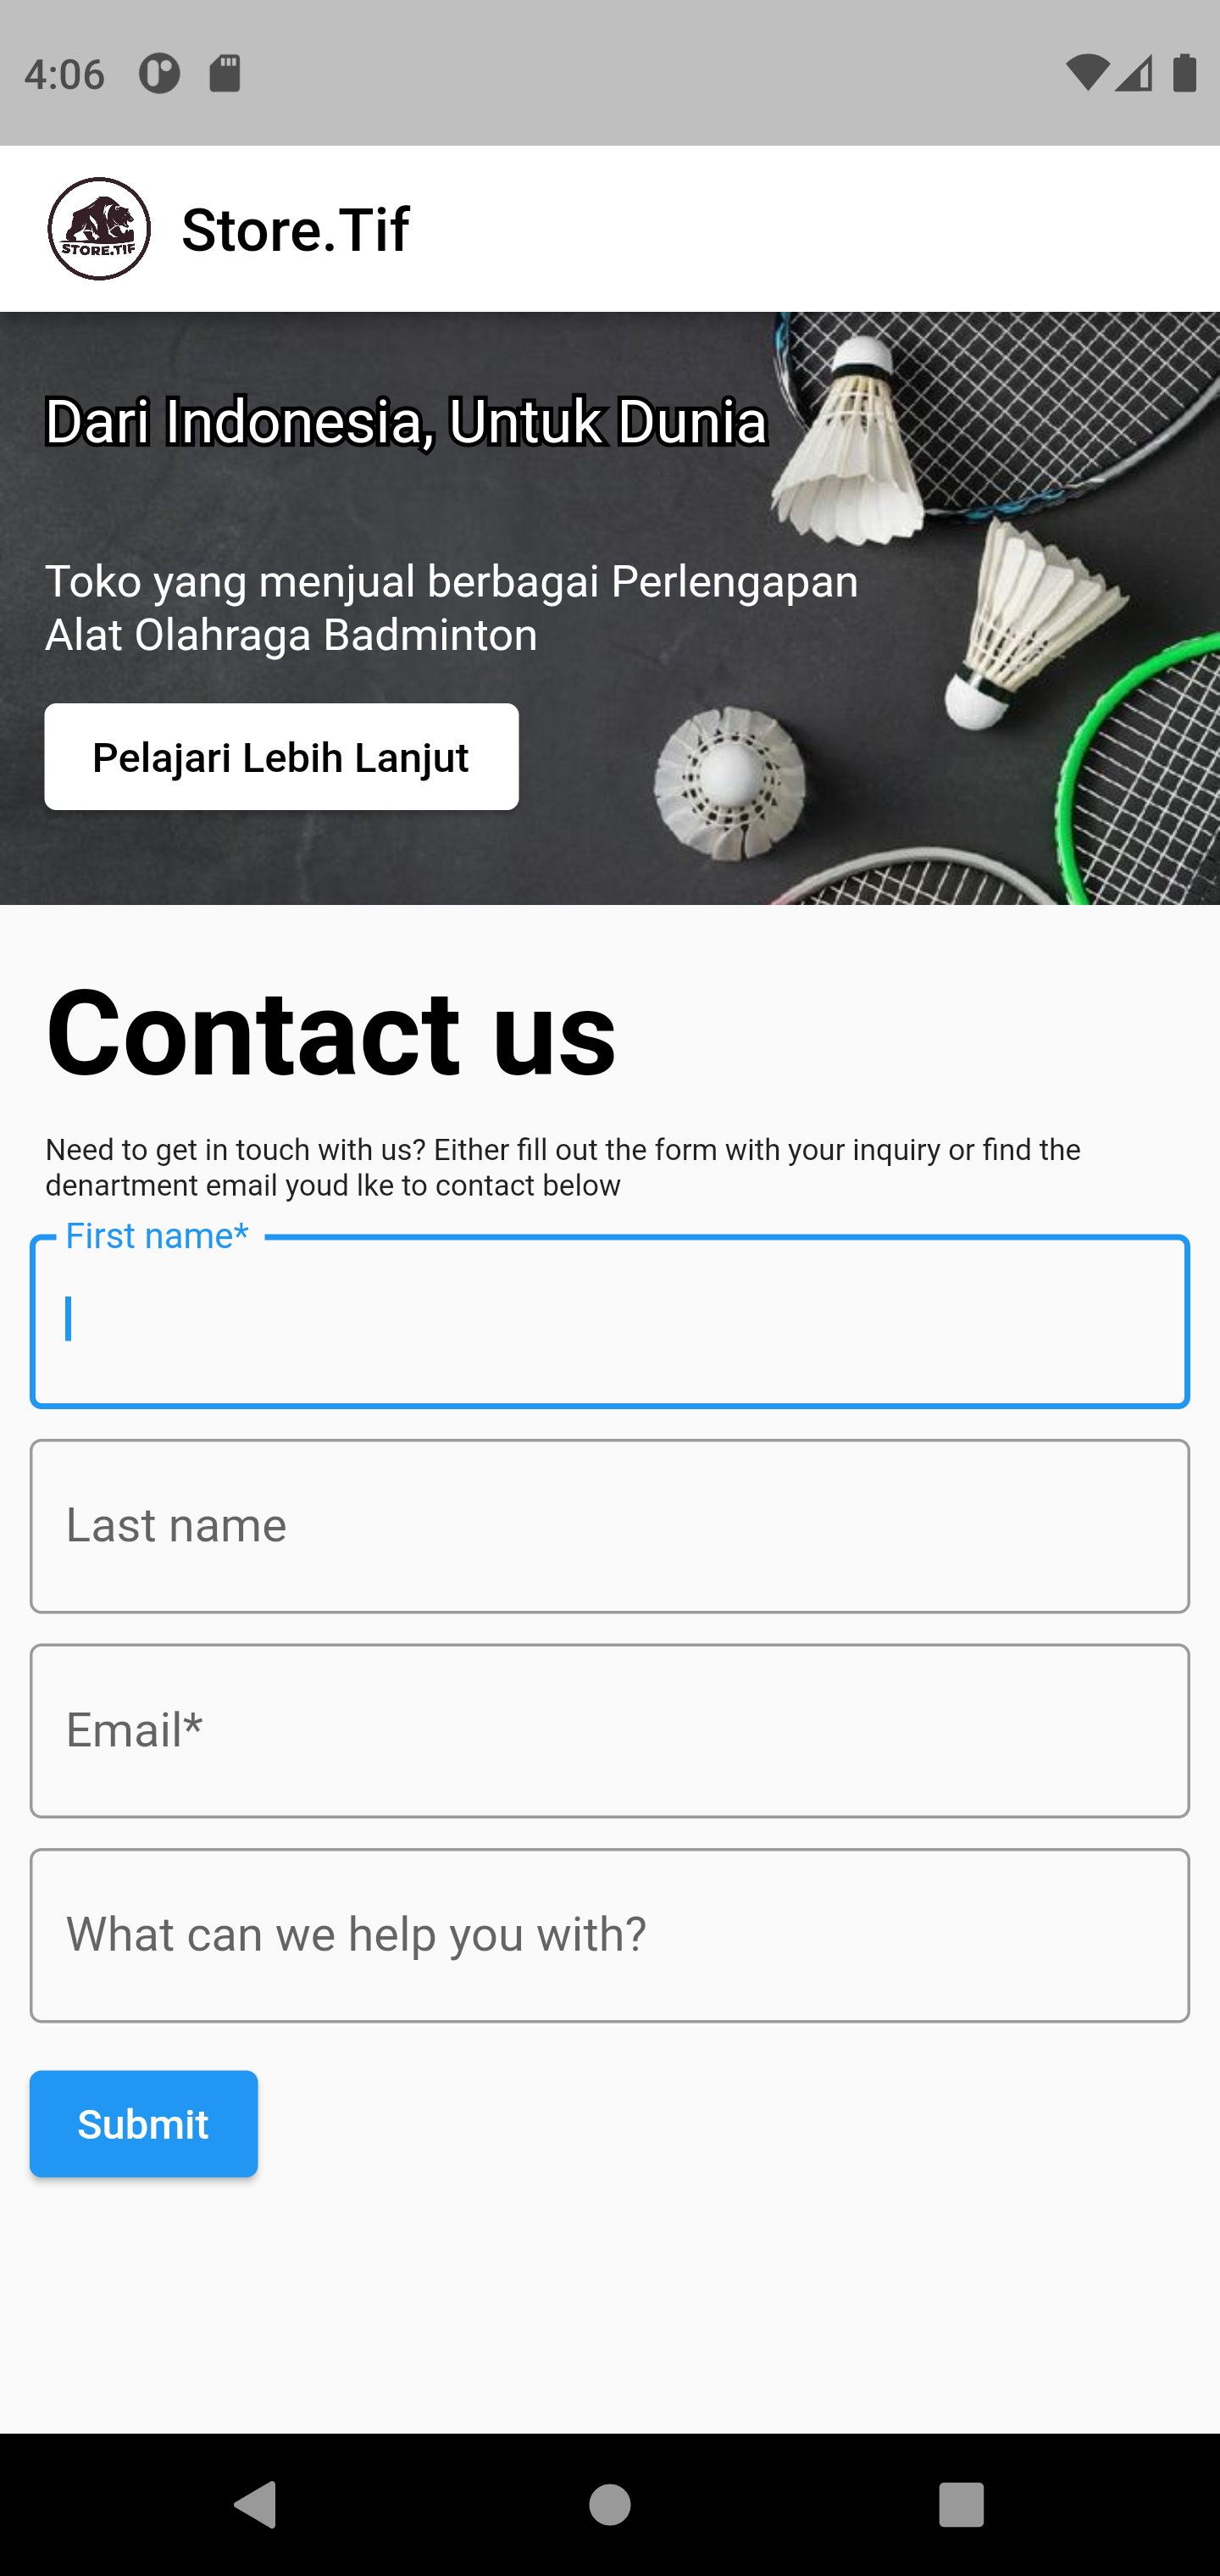 4:06
STORE.TIF
Store.Tif
Dari Indonesia, Untuk Dunia
Toko yang menjual berbagai Perlengapan
Alat Olahraga Badminton
Pelajari Lebih Lanjut
Contact us
Need to get in touch with us? Either fill out the form with your inquiry or find the
denartment email youd lke to contact below
First name*
Last name
Email*
What can we help you with?
Submit